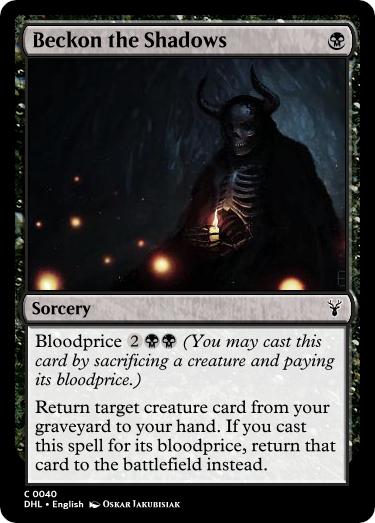 Beckon the Shadows
Sorcery
Bloodprice 2 (You may cast this
card by sacrificing a creature and paying
its bloodprice.)
Return target creature card from your
graveyard to your hand. If you cast
this spell for its bloodprice, return that
card to the battlefield instead.
C 0040
DHL • English Oskar Jakubisiak